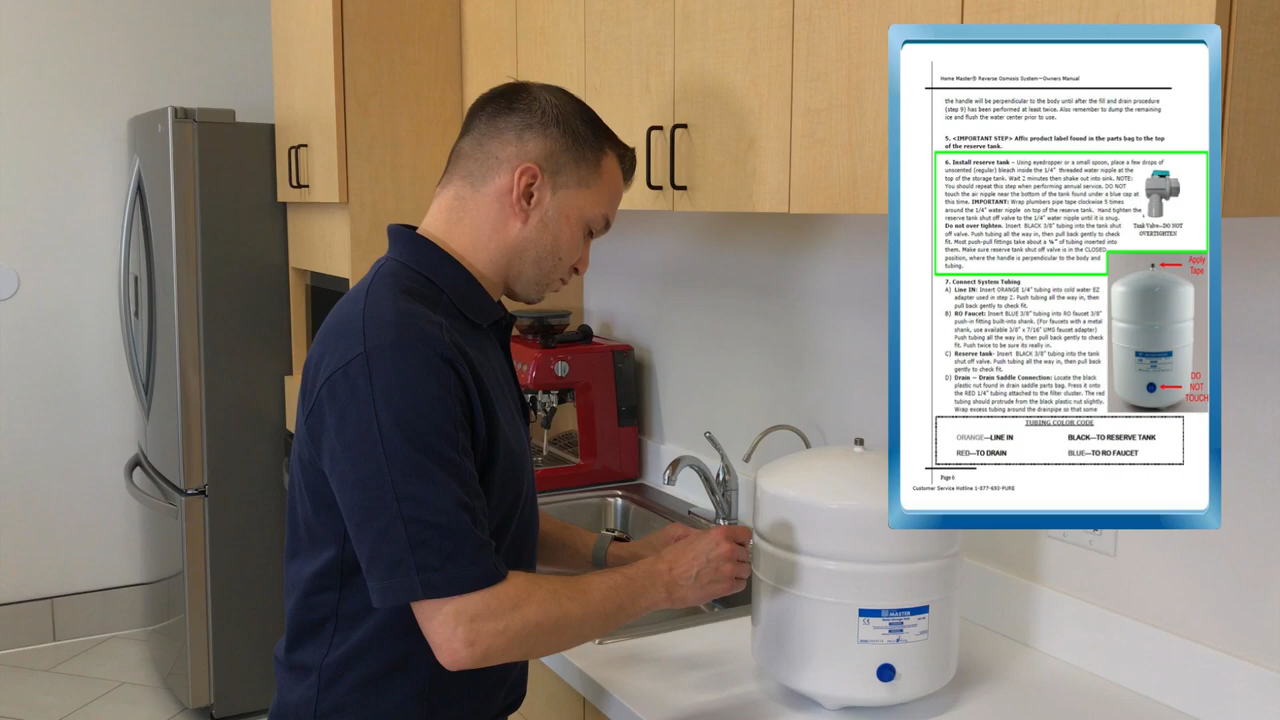 Home Master® Reverse Osmosis System—Owners Manual
the handle will be perpendicular to the body until after the fill and drain procedure
(step 9) has been performed at least twice. Also remember to dump the remaining
ice and flush the water center prior to use.
5. <IMPORTANT STEP> Affix product label found in the parts bag to the top
of the reserve tank.
6. Install reserve tank – Using eyedropper or a small spoon, place a few drops of
unscented (regular) bleach inside the 1/4" threaded water nipple at the
top of the storage tank. Wait 2 minutes then shake out into sink. NOTE:
You should repeat this step when performing annual service. DO NOT
touch the air nipple near the bottom of the tank found under a blue cap at
this time. IMPORTANT: Wrap plumbers pipe tape clockwise 5 times
around the 1/4" water nipple on top of the reserve tank. Hand tighten the
reserve tank shut off valve to the 1/4" water nipple until it is snug.
Do not over tighten. Insert BLACK 3/8" tubing into the tank shut
off valve. Push tubing all the way in, then pull back gently to check
fit. Most push-pull fittings take about a ¾" of tubing inserted into
them. Make sure reserve tank shut off valve is in the CLOSED
position, where the handle is perpendicular to the body and
tubing.
Tank Valve—DO NOT
OVERTIGHTEN
Apply
Tape
7. Connect System Tubing
A) Line IN: Insert ORANGE 1/4" tubing into cold water EZ
adapter used in step 2. Push tubing all the way in, then
pull back gently to check fit.
B) RO Faucet: Insert BLUE 3/8" tubing into RO faucet 3/8"
push-in fitting built-into shank. (For faucets with a metal
shank, use available 3/8" x 7/16" UMS faucet adapter)
Push tubing all the way in, then pull back gently to check
fit. Push twice to be sure its really in.
C) Reserve tank- Insert BLACK 3/8" tubing into the tank
shut off valve. Push tubing all the way in, then pull back
gently to check fit.
D) Drain — Drain Saddle Connection: Locate the black
plastic nut found in drain saddle parts bag. Press it onto
the RED 1/4" tubing attached to the filter cluster. The red
tubing should protrude from the black plastic nut slightly.
Wrap excess tubing around the drainpipe so that some
DO
NOT
TOUCH
TUBING COLOR CODE
ORANGE—LINE IN BLACK—TO RESERVE TANK
RED—TO DRAIN BLUE—TO RO FAUCET
Page 6
Customer Service Hotline 1-877-693-PURE
MASTER